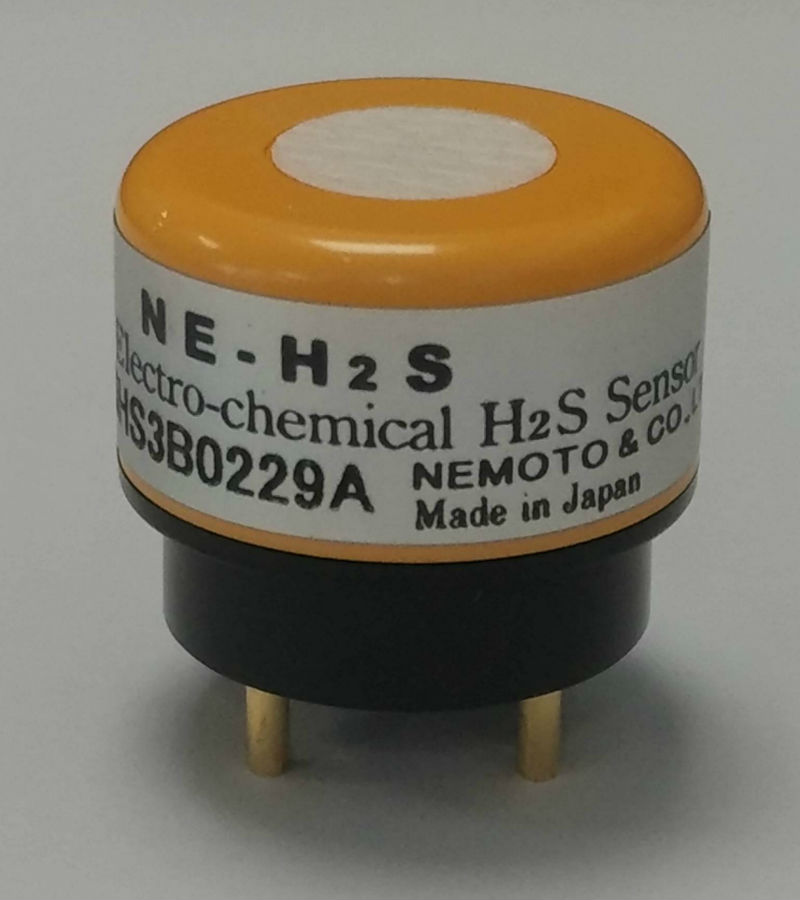 NE-H2S
Electro-chemical H2S Sensor
HS3B0229A
NEMOTO & CO.,L
Made in Japan